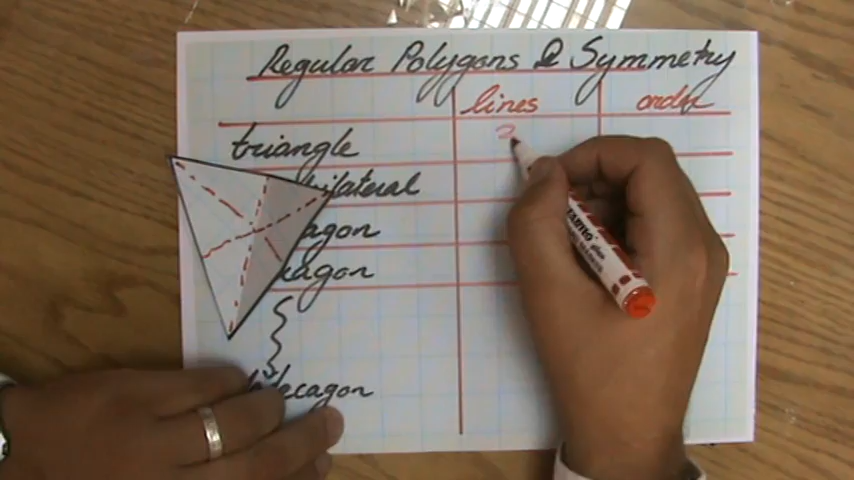 Regular Polygons & Symmetry
lines order
triangle
ilateral
agon
agon
decagon